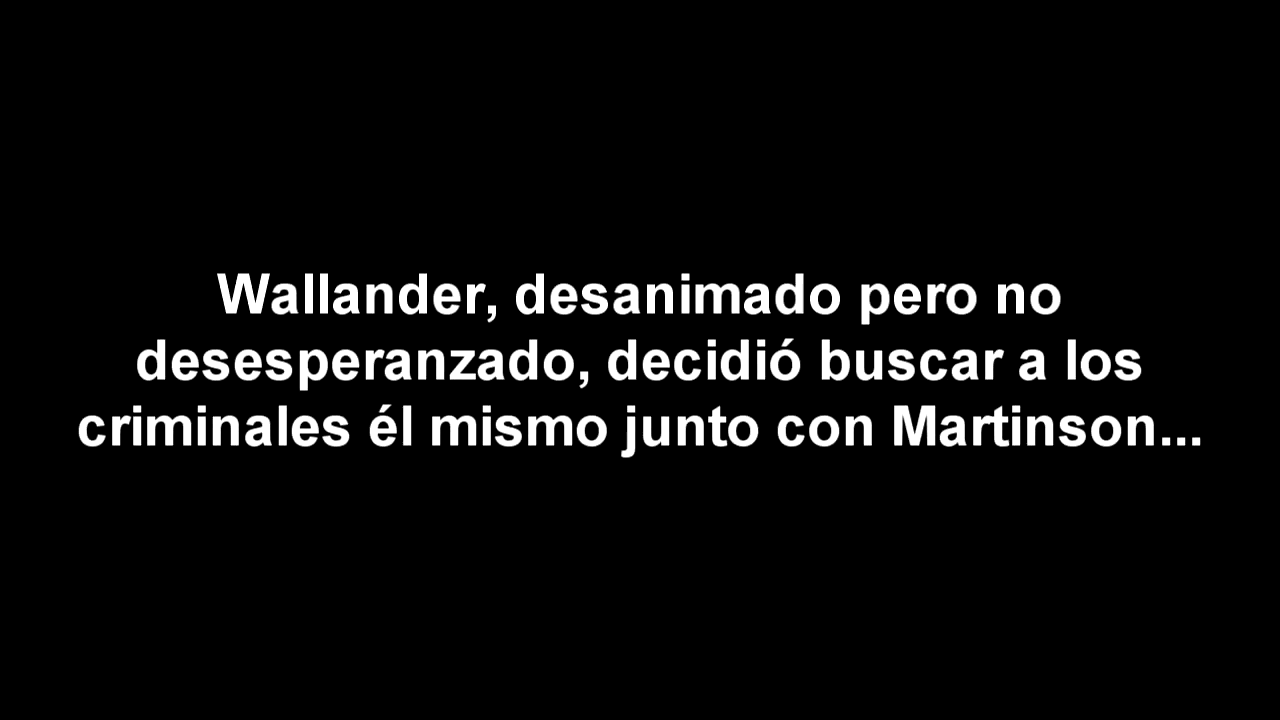 Wallander, desanimado pero no
desesperanzado, decidió buscar a los
criminales él mismo junto con Martinson...